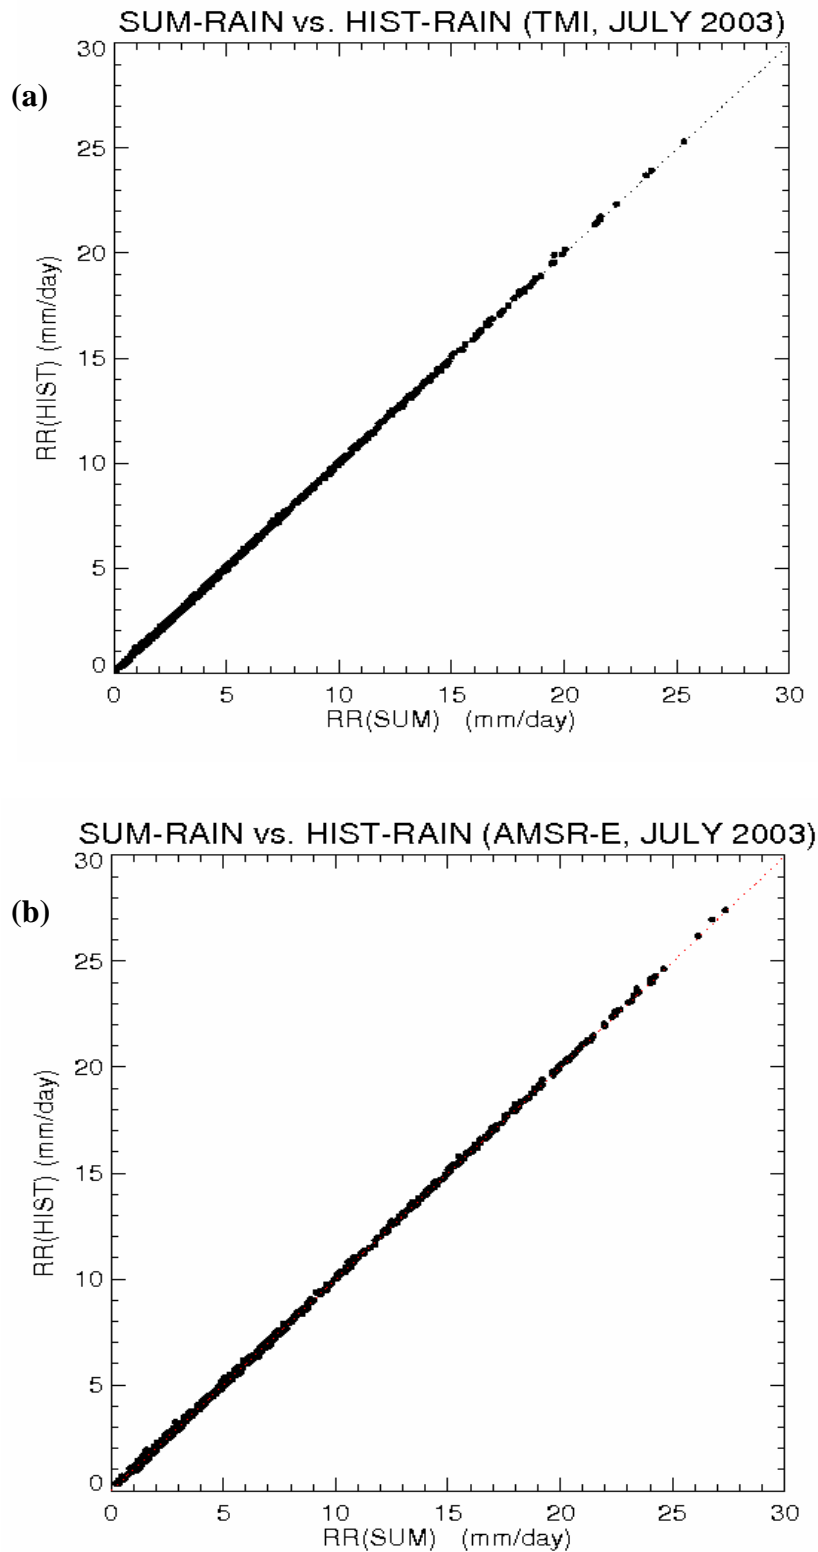 SUM-RAIN vs. HIST-RAIN (TMI, JULY 2003)
(a)
30
25
20
15
10
5
0
RR(HIST) (mm/day)
0 5 10 15 20 25 30
RR(SUM) (mm/day)
SUM-RAIN vs. HIST-RAIN (AMSR-E, JULY 2003)
(b)
30
25
20
15
10
5
0
RR(HIST) (mm/day)
0 5 10 15 20 25 30
RR(SUM) (mm/day)